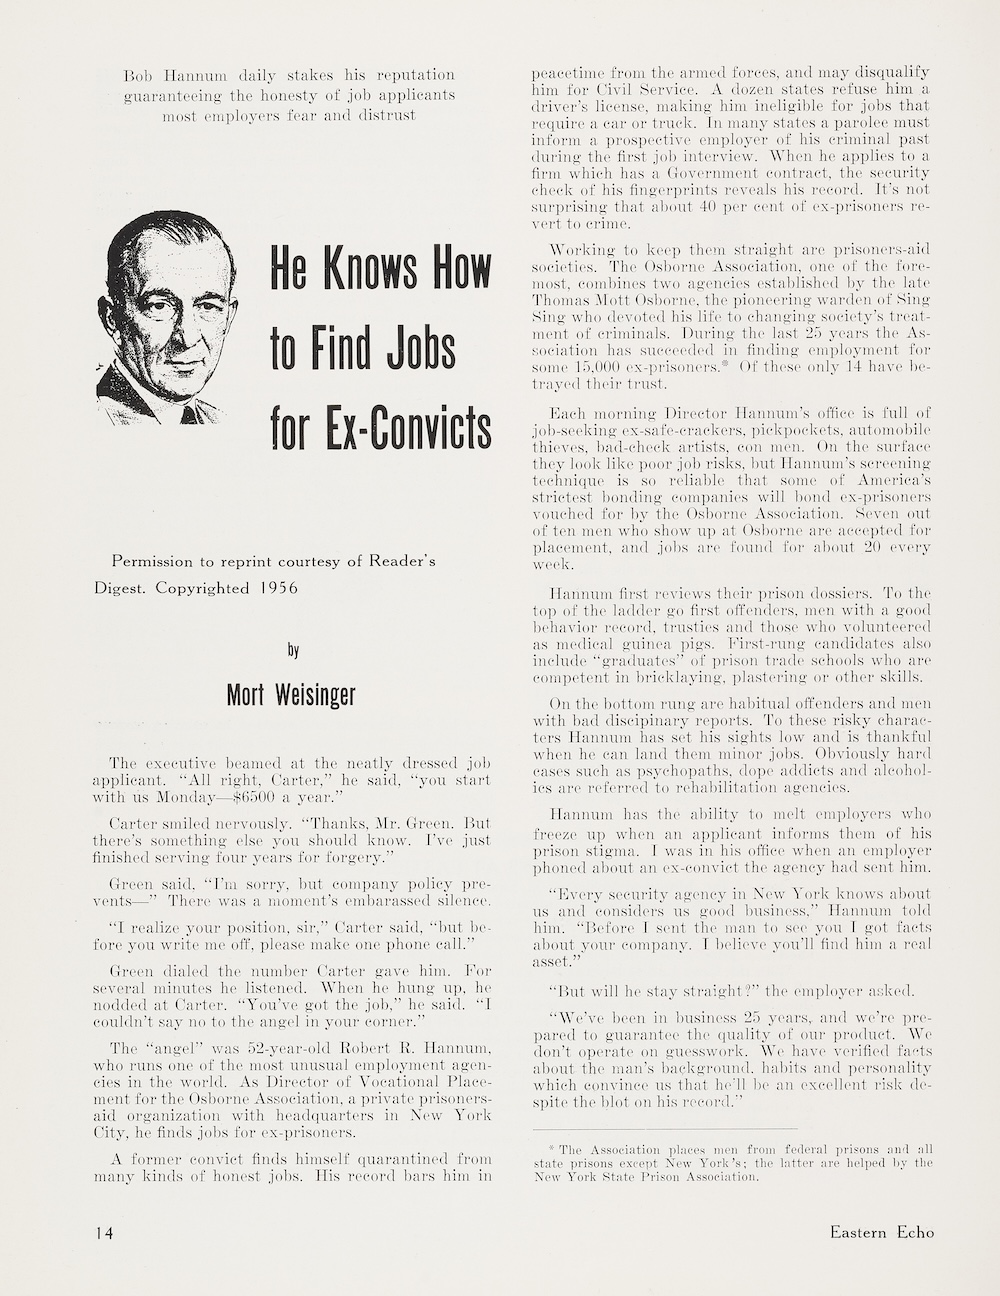 Bob Hannum daily stakes his reputation
guaranteeing the honesty of job applicants
most employers fear and distrust
He Knows How
to Find Jobs
for Ex-Convicts
Permission to reprint courtesy of Reader's
Digest. Copyrighted 1956
by
Mort Weisinger
The executive beamed at the neatly dressed job
applicant. "All right, Carter," he said, "you start
with us Monday—$6500 a year."
Carter smiled nervously. "Thanks, Mr. Green. But
there's something else you should know. I've just
finished serving four years for forgery."
Green said, "I'm sorry, but company policy pre-
vents—" There was a moment's embarassed silence.
"I realize your position, sir," Carter said, "but be-
fore you write me off, please make one phone call."
Green dialed the number Carter gave him. For
several minutes he listened. When he hung up, he
nodded at Carter. "You've got the job," he said. "I
couldn't say no to the angel in your corner."
The "angel" was 52-year-old Robert R. Hannum,
who runs one of the most unusual employment agen-
cies in the world. As Director of Vocational Place-
ment for the Osborne Association, a private prisoners-
aid organization with headquarters in New York
City, he finds jobs for ex-prisoners.
A former convict finds himself quarantined from
many kinds of honest jobs. His record bars him in
peacetime from the armed forces, and may disqualify
him for Civil Service. A dozen states refuse him a
driver's license, making him ineligible for jobs that
require a car or truck. In many states a parolee must
inform a prospective employer of his criminal past
during the first job interview. When he applies to a
firm which has a Government contract, the security
check of his fingerprints reveals his record. It's not
surprising that about 40 per cent of ex-prisoners re-
vert to crime.
Working to keep them straight are prisoners-aid
societies. The Osborne Association, one of the fore-
most, combines two agencies established by the late
Thomas Mott Osborne, the pioneering warden of Sing
Sing who devoted his life to changing society's treat-
ment of criminals. During the last 25 years the As-
sociation has succeeded in finding employment for
some 15,000 ex-prisoners.* Of these only 14 have be-
trayed their trust.
Each morning Director Hannum's office is full of
job-seeking ex-safe-crackers, pickpockets, automobile
thieves, bad-check artists, con men. On the surface
they look like poor job risks, but Hannum's screening
technique is so reliable that some of America's
strictest bonding companies will bond ex-prisoners
vouched for by the Osborne Association. Seven out
of ten men who show up at Osborne are accepted for
placement, and jobs are found for about 20 every
week.
Hannum first reviews their prison dossiers. To the
top of the ladder go first offenders, men with a good
behavior record, trusties and those who volunteered
as medical guinea pigs. First-rung candidates also
include "graduates" of prison trade schools who are
competent in bricklaying, plastering or other skills.
On the bottom rung are habitual offenders and men
with bad discipinary reports. To these risky charac-
ters Hannum has set his sights low and is thankful
when he can land them minor jobs. Obviously hard
cases such as psychopaths, dope addicts and alcohol-
ics are referred to rehabilitation agencies.
Hannum has the ability to melt employers who
freeze up when an applicant informs them of his
prison stigma. I was in his office when an employer
phoned about an ex-convict the agency had sent him.
"Every security agency in New York knows about
us and considers us good business," Hannum told
him. "Before I sent the man to see you I got facts
about your company. I believe you'll find him a real
asset."
"But will he stay straight?" the employer asked.
"We've been in business 25 years, and we're pre-
pared to guarantee the quality of our product. We
don't operate on guesswork. We have verified facts
about the man's background, habits and personality
which convince us that he'll be an excellent risk de-
spite the blot on his record."
* The Association places men from federal prisons and all
state prisons except New York's; the latter are helped by the
New York State Prison Association.
14
Eastern Echo